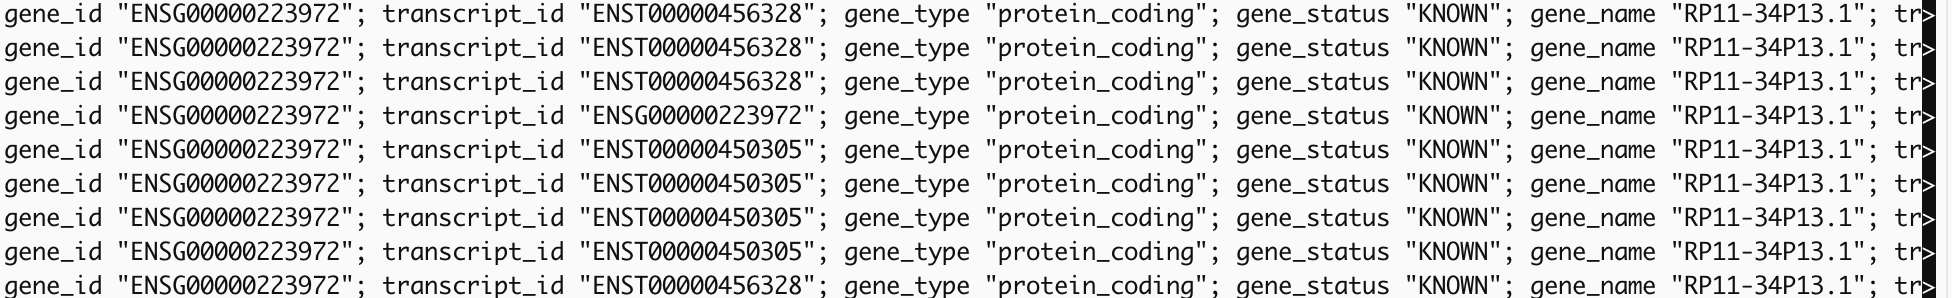 gene_id "ENSG00000223972"; transcript_id "ENST00000456328"; gene_type "protein_coding"; gene_status "KNOWN"; gene_name "RP11-34P13.1"; tr>
gene_id "ENSG00000223972"; transcript_id "ENST00000456328"; gene_type "protein_coding"; gene_status "KNOWN"; gene_name "RP11-34P13.1"; tr>
gene_id "ENSG00000223972"; transcript_id "ENST00000456328"; gene_type "protein_coding"; gene_status "KNOWN"; gene_name "RP11-34P13.1"; tr>
gene_id "ENSG00000223972"; transcript_id "ENSG00000223972"; gene_type "protein_coding"; gene_status "KNOWN"; gene_name "RP11-34P13.1"; tr>
gene_id "ENSG00000223972"; transcript_id "ENST00000450305"; gene_type "protein_coding"; gene_status "KNOWN"; gene_name "RP11-34P13.1"; tr>
gene_id "ENSG00000223972"; transcript_id "ENST00000450305"; gene_type "protein_coding"; gene_status "KNOWN"; gene_name "RP11-34P13.1"; tr>
gene_id "ENSG00000223972"; transcript_id "ENST00000450305"; gene_type "protein_coding"; gene_status "KNOWN"; gene_name "RP11-34P13.1"; tr>
gene_id "ENSG00000223972"; transcript_id "ENST00000450305"; gene_type "protein_coding"; gene_status "KNOWN"; gene_name "RP11-34P13.1"; tr>
gene_id "ENSG00000223972"; transcript_id "ENST00000456328"; gene_type "protein_coding"; gene_status "KNOWN"; gene_name "RP11-34P13.1"; tr>